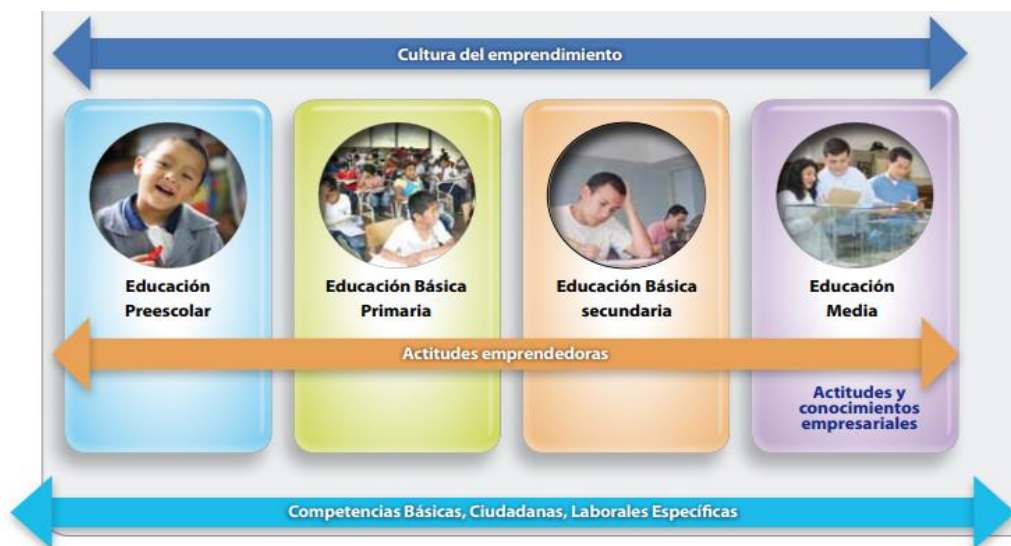 Cultura del emprendimiento
Educación
Preescolar
Educación Básica
Primaria
Educación Básica
secundaria
Educación
Media
Actitudes emprendedoras
Actitudes y
conocimientos
empresariales
Competencias Básicas, Ciudadanas, Laborales Específicas